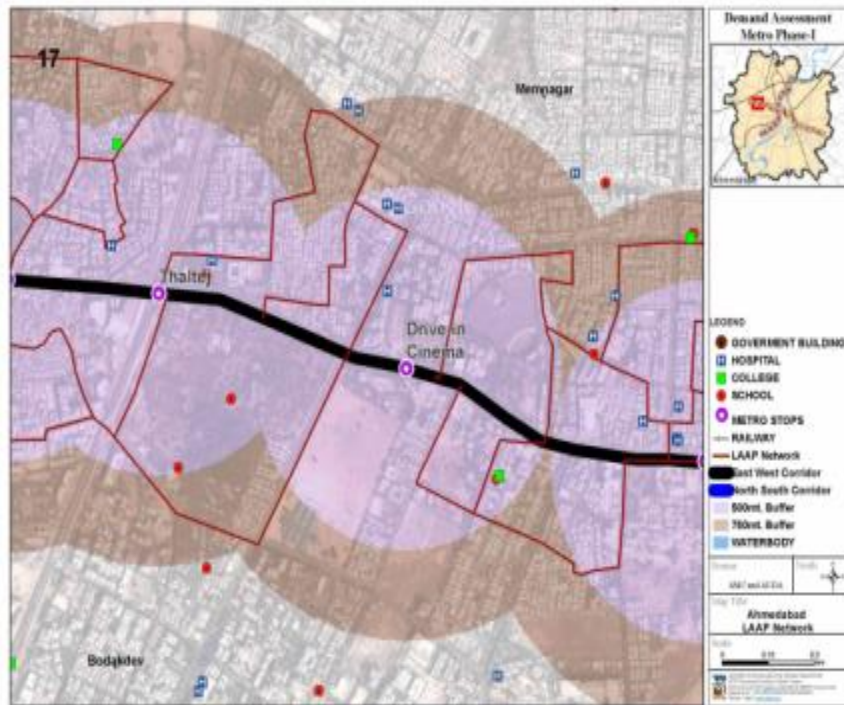 17
Memnagar
Thaltej
Drive in
Cinema
Bodakdev
Demand Assessment
Metro Phase-I
LEGEND
GOVERMENT BUILDING
HOSPITAL
COLLEGE
SCHOOL
METRO STOPS
RAILWAY
LAAP Network
East West Corridor
North South Corridor
500mt. Buffer
750mt. Buffer
WATERBODY
Ahmedabad
LAAP Network